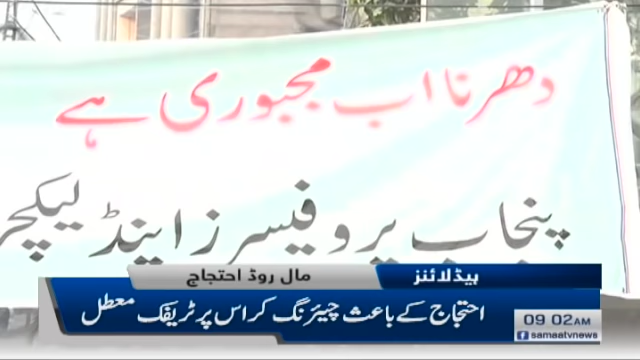 دھرنا اب مجبوری ہے
پنجاب پروفیسرز اینڈ لیکچر
ہیڈلائنز
مال روڈ احتجاج
احتجاج کے باعث چیئرنگ کراس پر ٹریفک معطل
09 02AM
samaatvnews